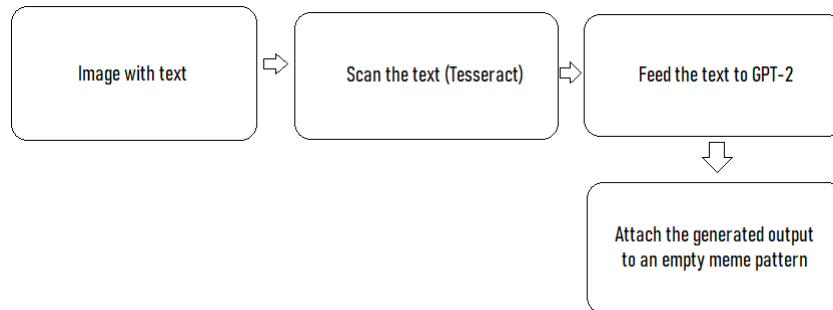 Image with text
Scan the text (Tesseract)
Feed the text to GPT-2
Attach the generated output
to an empty meme pattern